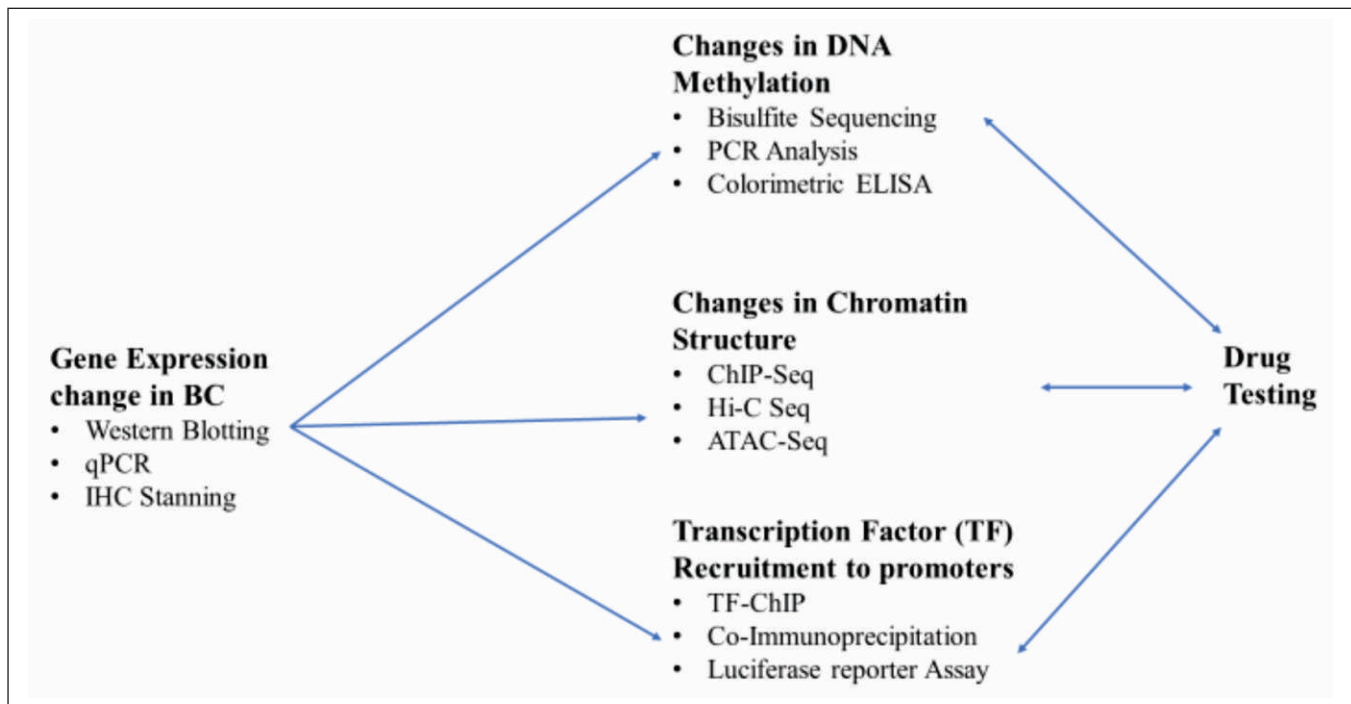 Changes in DNA
Methylation
• Bisulfite Sequencing
• PCR Analysis
• Colorimetric ELISA
Gene Expression
change in BC
• Western Blotting
• qPCR
• IHC Stanning
Changes in Chromatin
Structure
• ChIP-Seq
• Hi-C Seq
• ATAC-Seq
Transcription Factor (TF)
Recruitment to promoters
• TF-ChIP
• Co-Immunoprecipitation
• Luciferase reporter Assay
Drug
Testing